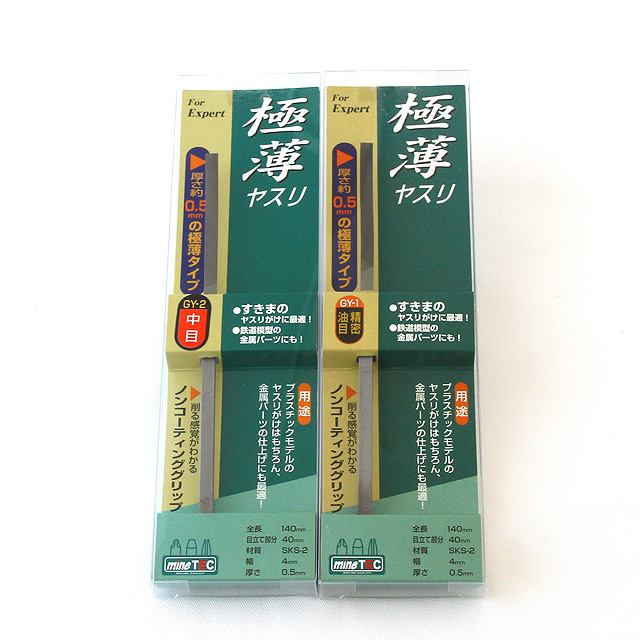 For
Expert
極薄
ヤスリ
厚さ約
0.5
mm
の極薄タイプ
GY-2
中目
●すきまの
ヤスリがけに最適!
●鉄道模型の
金属パーツにも!
用途
プラスチックモデルの
ヤスリがけはもちろん、
金属パーツの仕上げにも最適!
削る感覚がわかる
ノンコーティンググリップ
全長 140mm
目立て部分 40mm
材質 SKS-2
幅 4mm
厚さ 0.5mm
mineTEC
For
Expert
極薄
ヤスリ
厚さ約
0.5
mm
の極薄タイプ
GY-1
精密
油目
●すきまの
ヤスリがけに最適!
●鉄道模型の
金属パーツにも!
用途
プラスチックモデルの
ヤスリがけはもちろん、
金属パーツの仕上げにも最適!
削る感覚がわかる
ノンコーティンググリップ
全長 140mm
目立て部分 40mm
材質 SKS-2
幅 4mm
厚さ 0.5mm
mineTEC